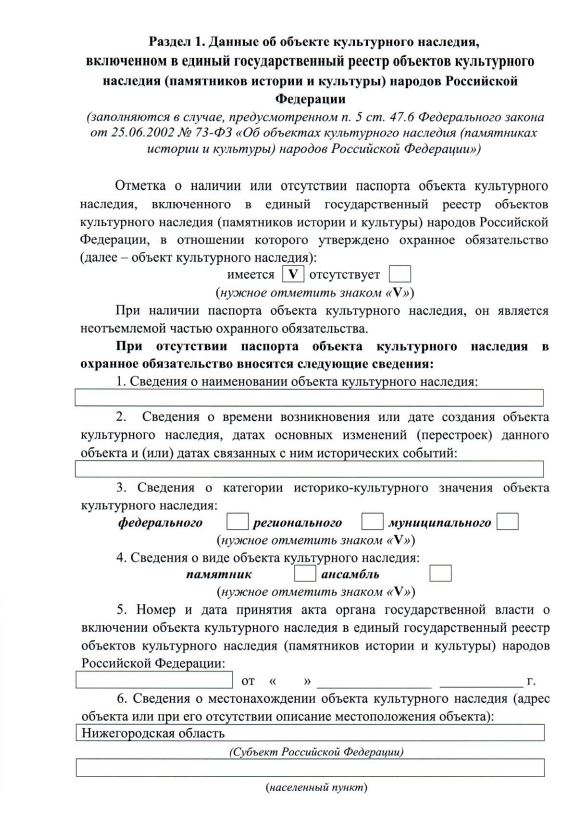 Раздел 1. Данные об объекте культурного наследия,
включенном в единый государственный реестр объектов культурного
наследия (памятников истории и культуры) народов Российской
Федерации
(заполняются в случае, предусмотренном п. 5 ст. 47.6 Федерального закона
от 25.06.2002 № 73-ФЗ «Об объектах культурного наследия (памятниках
истории и культуры) народов Российской Федерации»)
Отметка о наличии или отсутствии паспорта объекта культурного
наследия, включенного в единый государственный реестр объектов
культурного наследия (памятников истории и культуры) народов Российской
Федерации, в отношении которого утверждено охранное обязательство
(далее – объект культурного наследия):
имеется V отсутствует
(нужное отметить знаком «V»)
При наличии паспорта объекта культурного наследия, он является
неотъемлемой частью охранного обязательства.
При отсутствии паспорта объекта культурного наследия в
охранное обязательство вносятся следующие сведения:
1. Сведения о наименовании объекта культурного наследия:
2. Сведения о времени возникновения или дате создания объекта
культурного наследия, датах основных изменений (перестроек) данного
объекта и (или) датах связанных с ним исторических событий:
3. Сведения о категории историко-культурного значения объекта
культурного наследия:
федерального регионального муниципального
(нужное отметить знаком «V»)
4. Сведения о виде объекта культурного наследия:
памятник ансамбль
(нужное отметить знаком «V»)
5. Номер и дата принятия акта органа государственной власти о
включении объекта культурного наследия в единый государственный реестр
объектов культурного наследия (памятников истории и культуры) народов
Российской Федерации:
от « » _________________ ____________ г.
6. Сведения о местонахождении объекта культурного наследия (адрес
объекта или при его отсутствии описание местоположения объекта):
Нижегородская область
(Субъект Российской Федерации)
(населенный пункт)